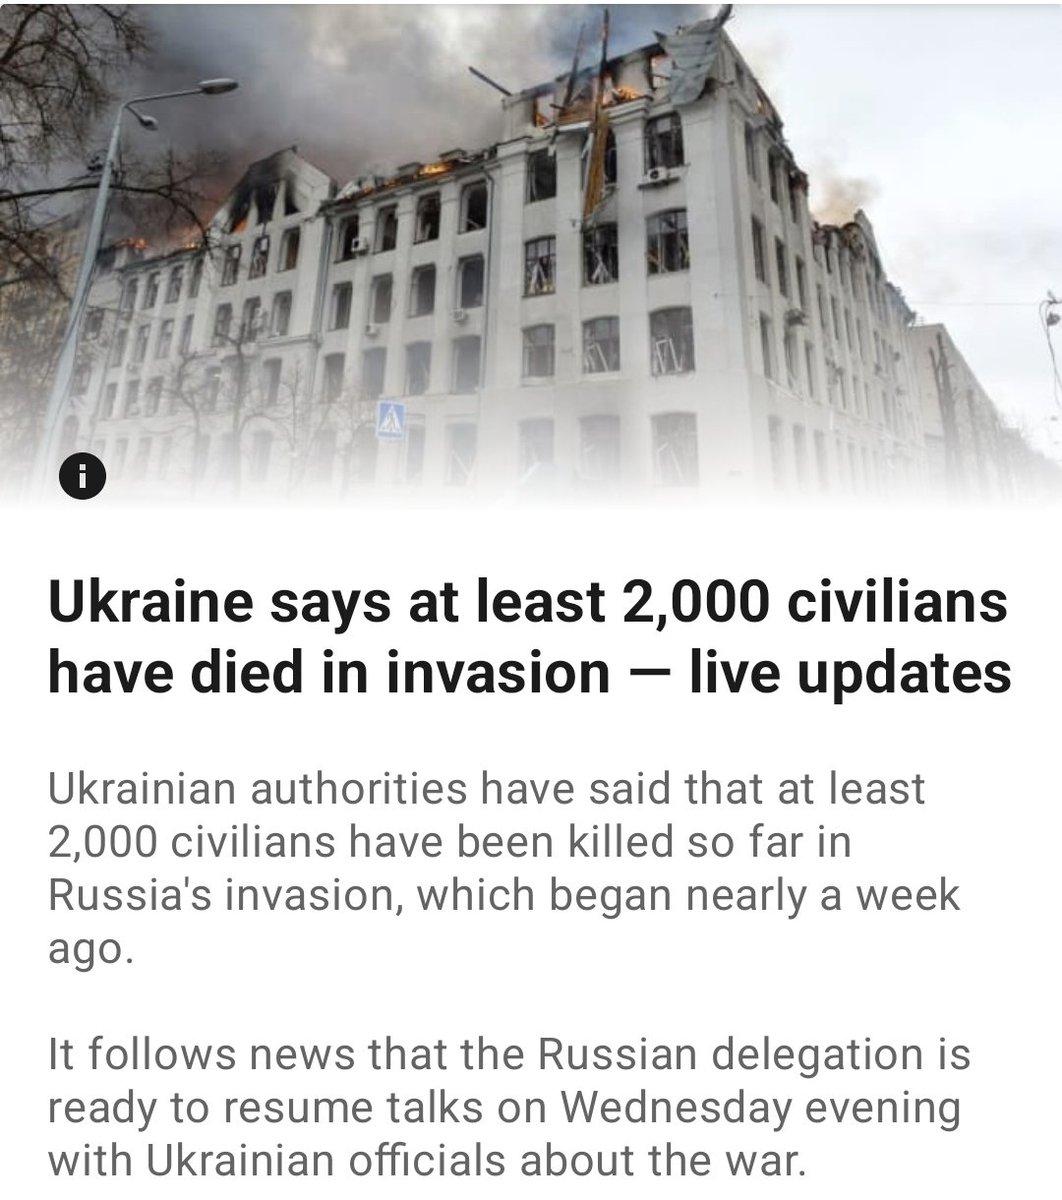 i
Ukraine says at least 2,000 civilians
have died in invasion — live updates
Ukrainian authorities have said that at least
2,000 civilians have been killed so far in
Russia's invasion, which began nearly a week
ago.
It follows news that the Russian delegation is
ready to resume talks on Wednesday evening
with Ukrainian officials about the war.